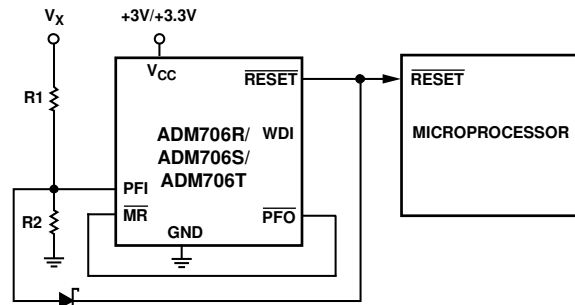 VX
+3V/+3.3V
VCC
RESET
RESET
R1
ADM706R/
ADM706S/
ADM706T
WDI
MICROPROCESSOR
PFI
R2
MR
PFO
GND